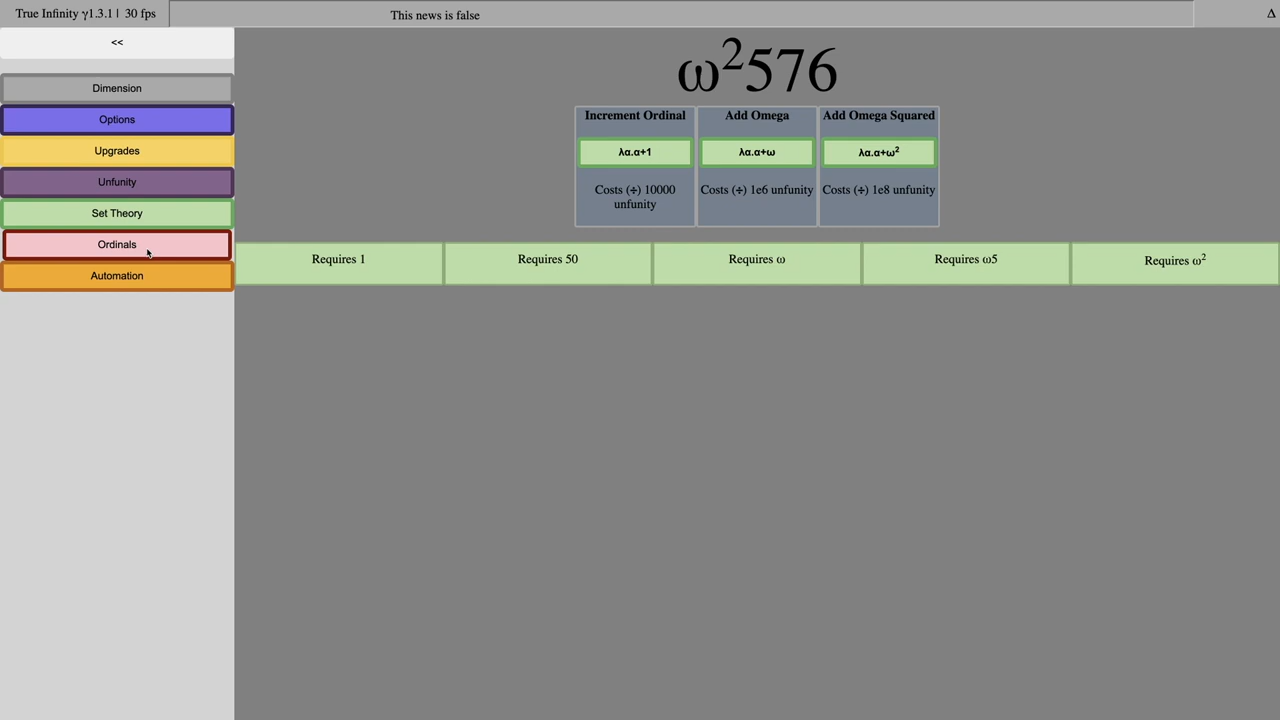 True Infinity γ1.3.1 | 30 fps
This news is false
Δ
<<
Dimension
Options
Upgrades
Unfunity
Set Theory
Ordinals
Automation
ω²576
Increment Ordinal
λα.α+1
Costs (÷) 10000
unfunity
Add Omega
λα.α+ω
Costs (÷) 1e6 unfunity
Add Omega Squared
λα.α+ω²
Costs (÷) 1e8 unfunity
Requires 1
Requires 50
Requires ω
Requires ω5
Requires ω²